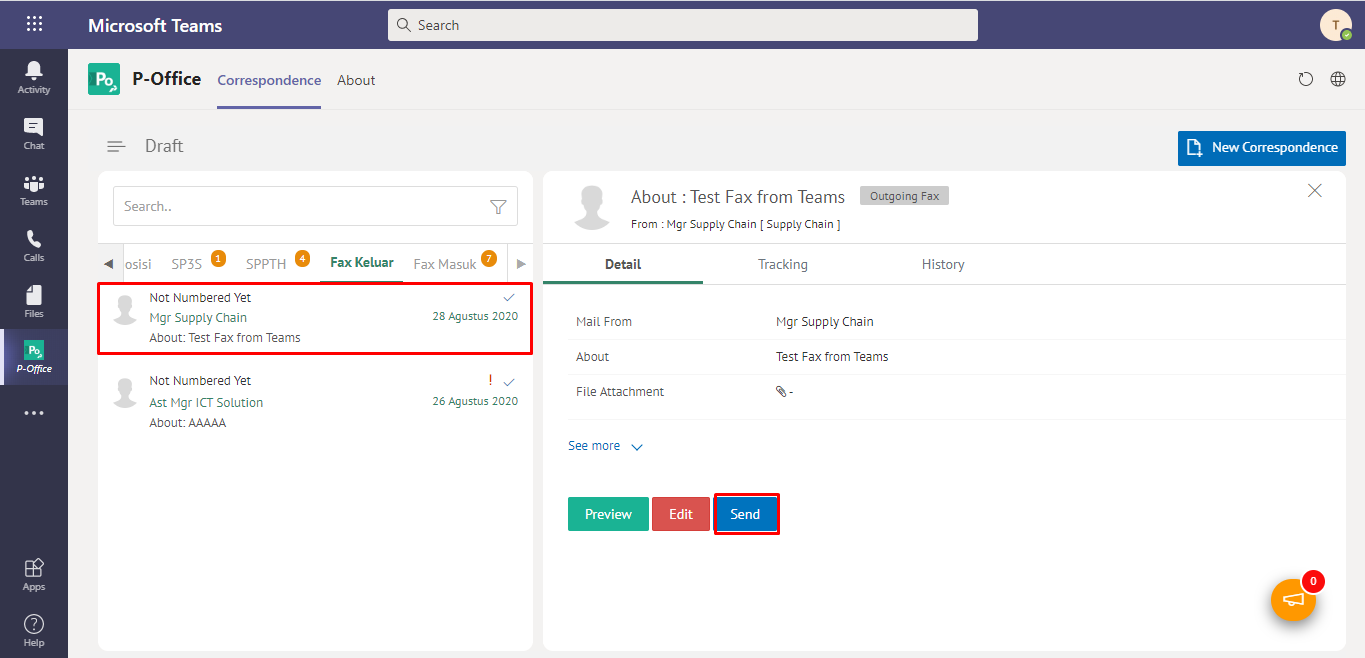 Microsoft Teams
Search
T
Activity
Chat
Teams
Calls
Files
Po
P-Office
Apps
Help
Po
P-Office
Correspondence
About
Draft
New Correspondence
Search..
osisi
SP3S
1
SPPTH
4
Fax Keluar
Fax Masuk
7
Not Numbered Yet
Mgr Supply Chain
28 Agustus 2020
About: Test Fax from Teams
Not Numbered Yet
!
Ast Mgr ICT Solution
26 Agustus 2020
About: AAAAA
About : Test Fax from Teams
Outgoing Fax
From : Mgr Supply Chain [ Supply Chain ]
Detail
Tracking
History
Mail From
Mgr Supply Chain
About
Test Fax from Teams
File Attachment
-
See more
Preview
Edit
Send
0